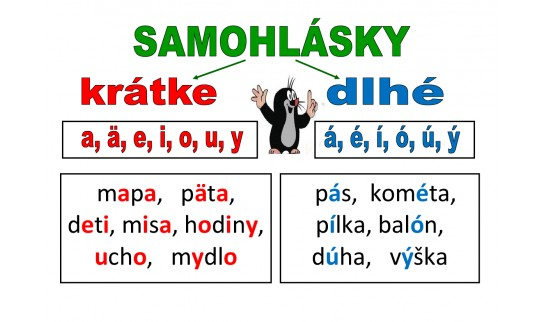 SAMOHLÁSKY
krátke
dlhé
a, ä, e, i, o, u, y
á, é, í, ó, ú, ý
mapa, päta,
deti, misa, hodiny,
ucho, mydlo
pás, kométa,
pílka, balón,
dúha, výška